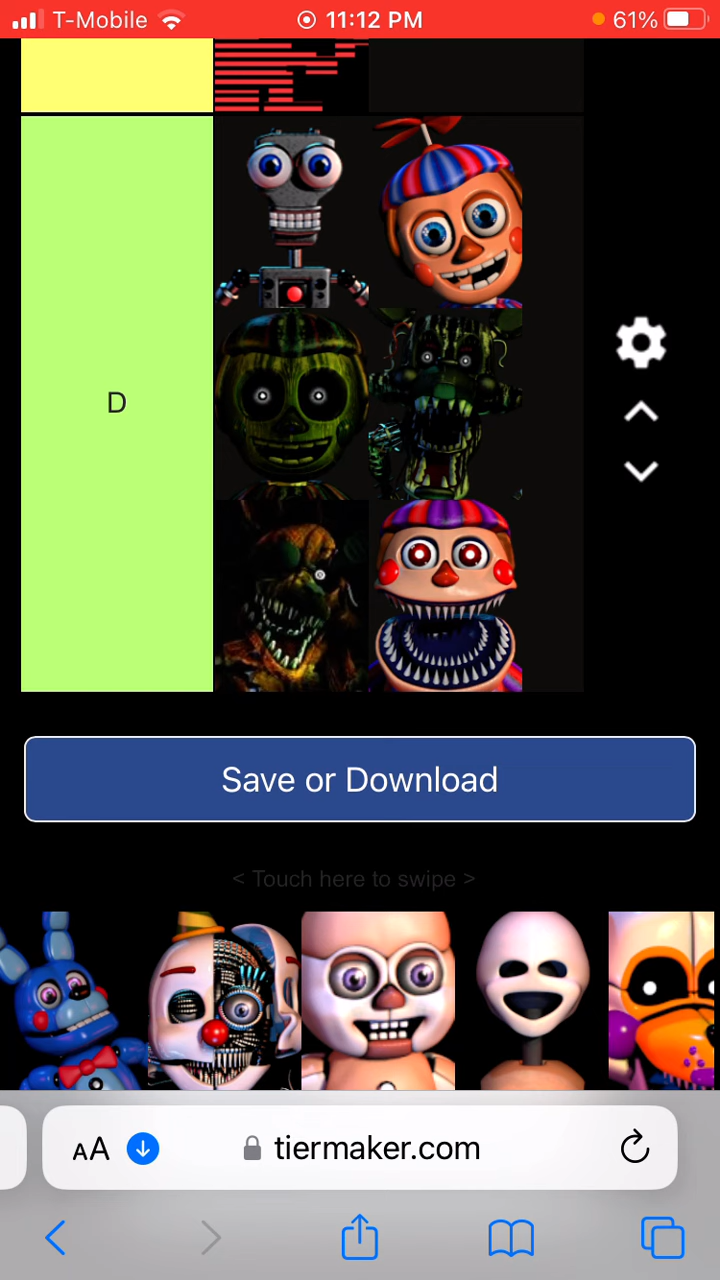 T-Mobile 11:12 PM 61%
D
Save or Download
< Touch here to swipe >
AA tiermaker.com